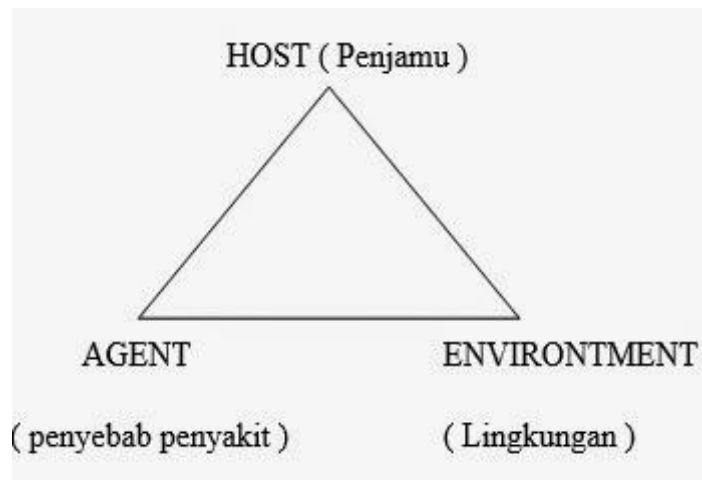 HOST ( Penjamu )
AGENT
ENVIRONTMENT
( penyebab penyakit )
( Lingkungan )